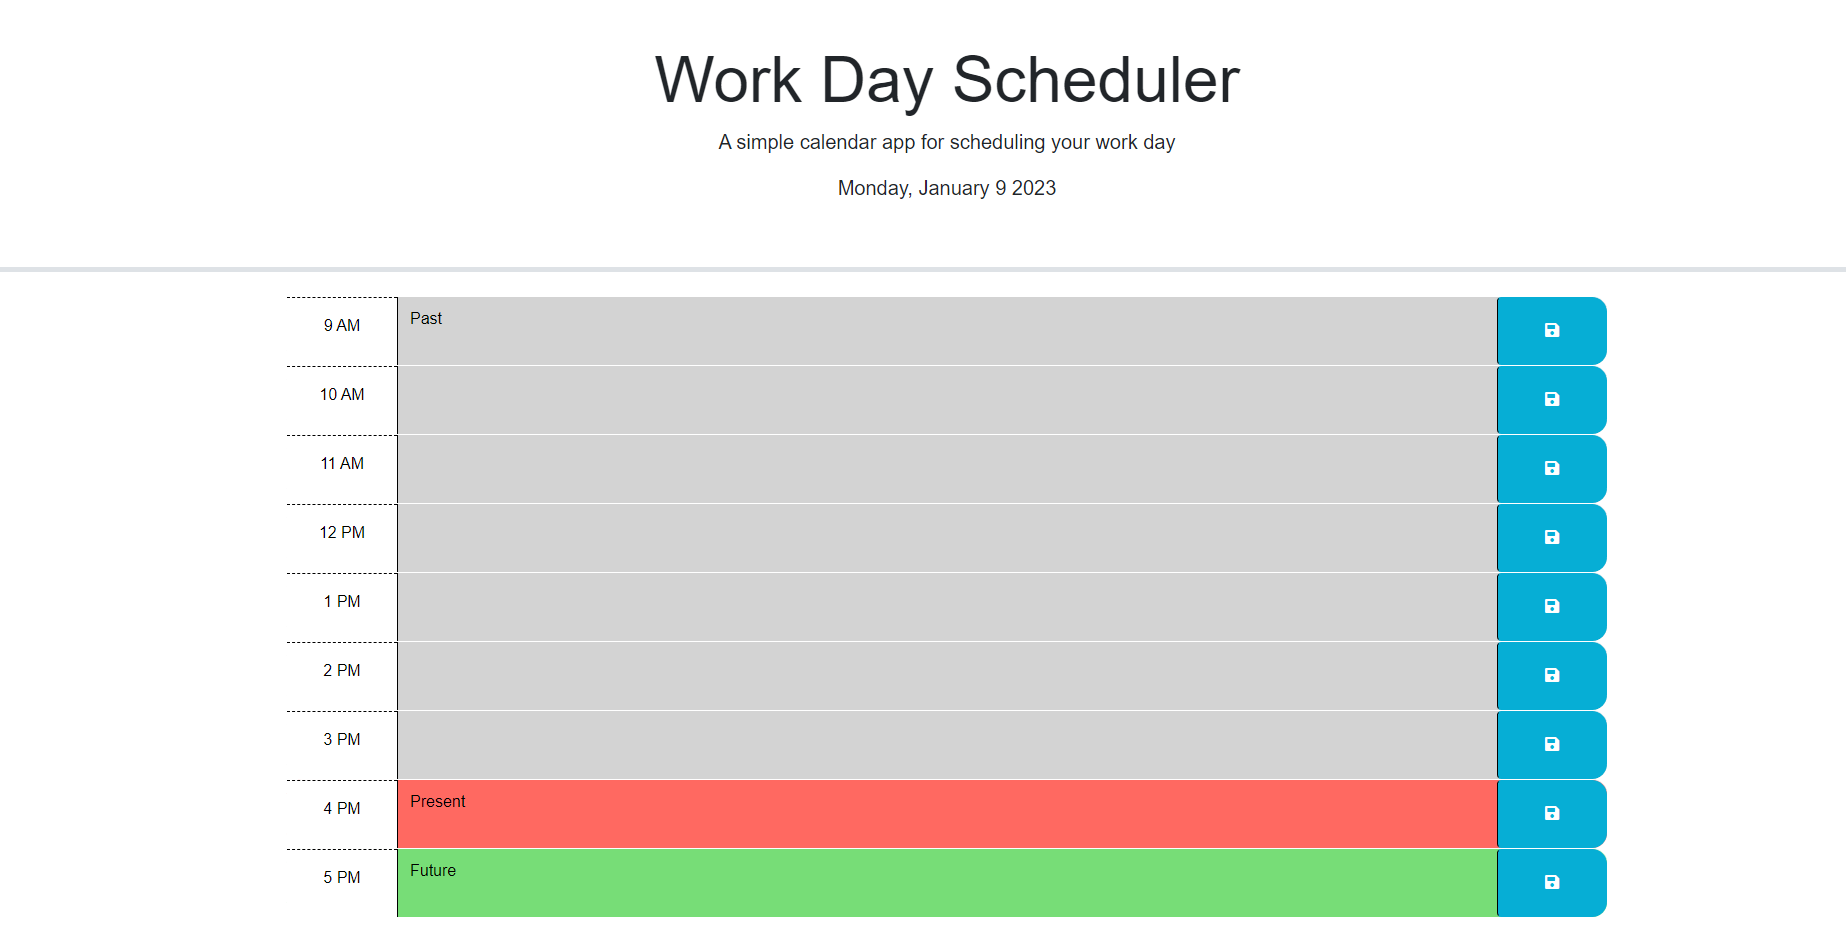 Work Day Scheduler
A simple calendar app for scheduling your work day
Monday, January 9 2023
9 AM Past
10 AM
11 AM
12 PM
1 PM
2 PM
3 PM
4 PM Present
5 PM Future